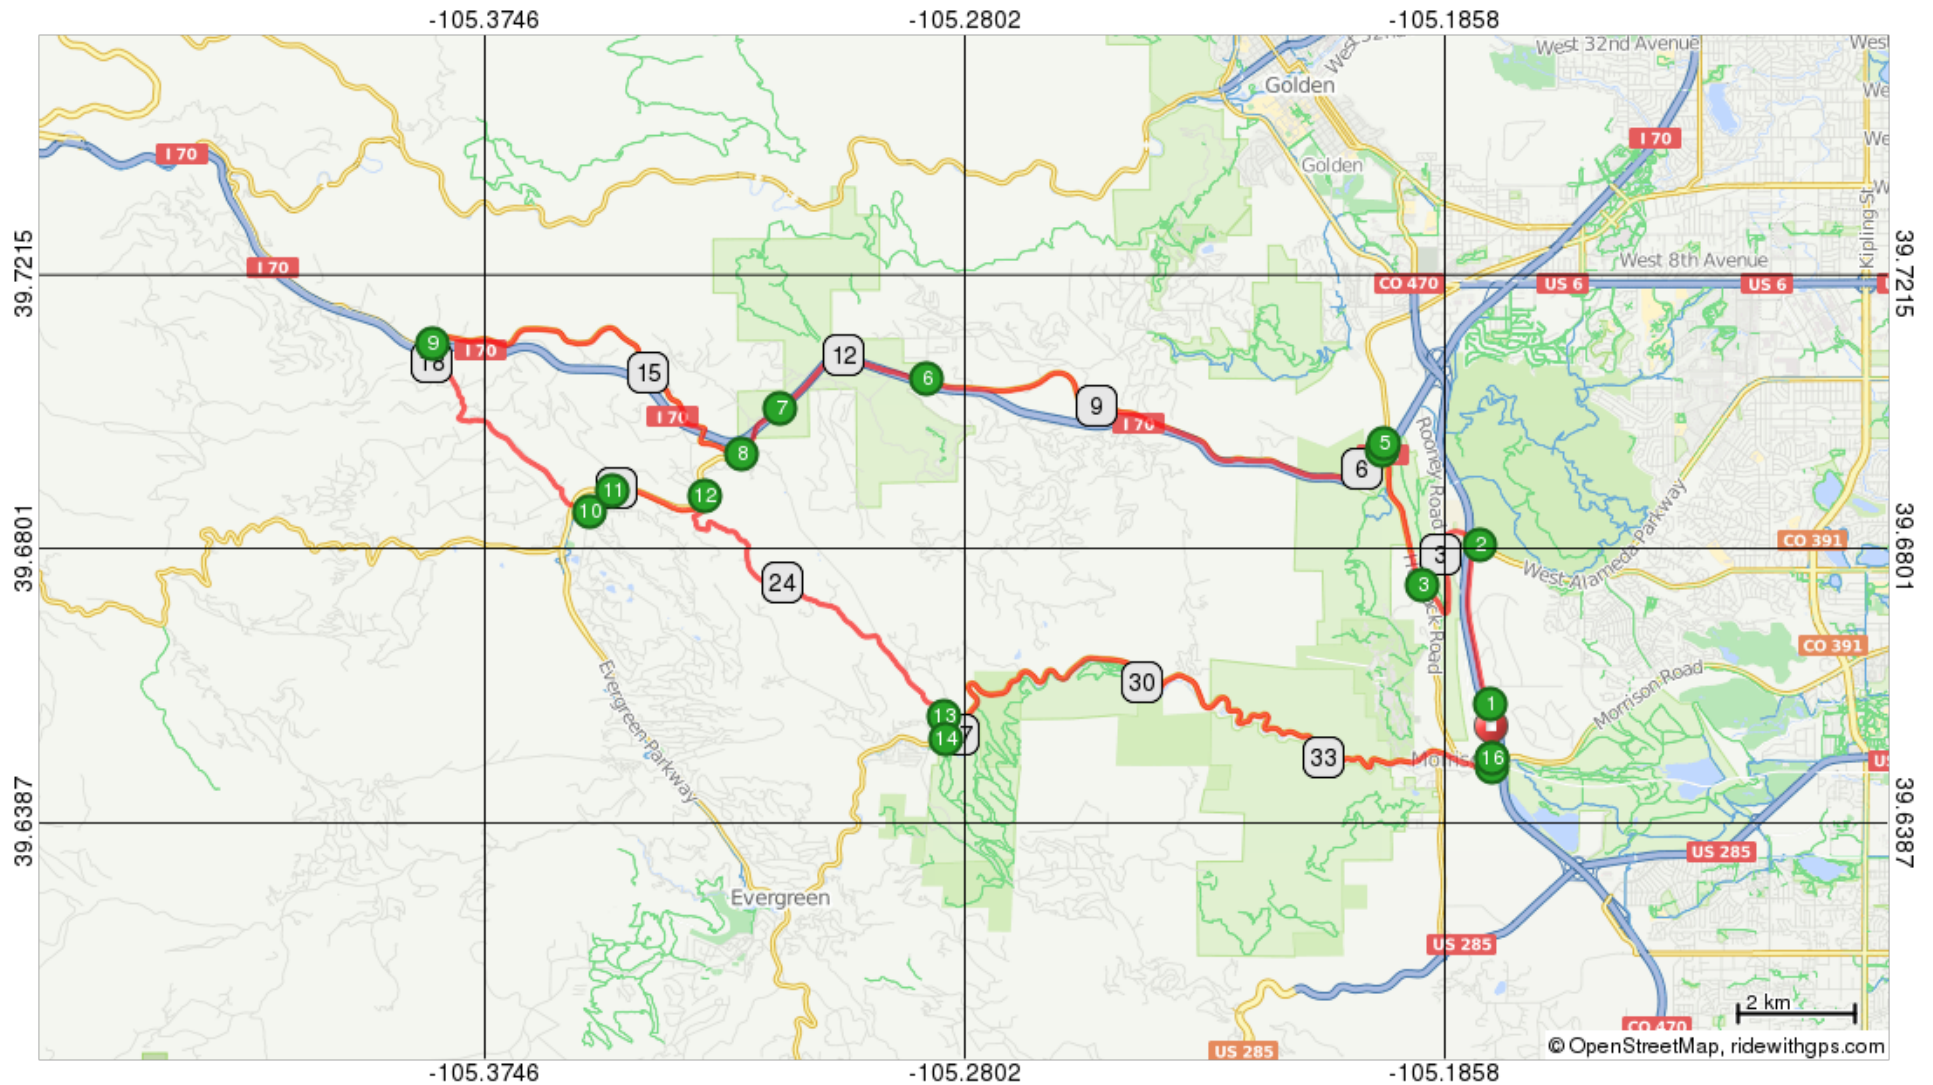 -105.3746
-105.2802
-105.1858
West 32nd Avenue
Golden
I 70
I 70
Golden
Kipling St
39.7215
39.7215
I 70
West 8th Avenue
CO 470
US 6
US 6
9
18
I 70
15
12
6
7
I 70
8
9
I 70
5
6
Rooney Road
11
10
12
39.6801
39.6801
2
3
3
West Alameda Parkway
CO 391
24
CO 391
Evergreen Parkway
30
Morrison Road
13
14
1
33
16
39.6387
39.6387
US 285
Evergreen
US 285
2 km
CO 470
US 285
© OpenStreetMap, ridewithgps.com
-105.3746
-105.2802
-105.1858